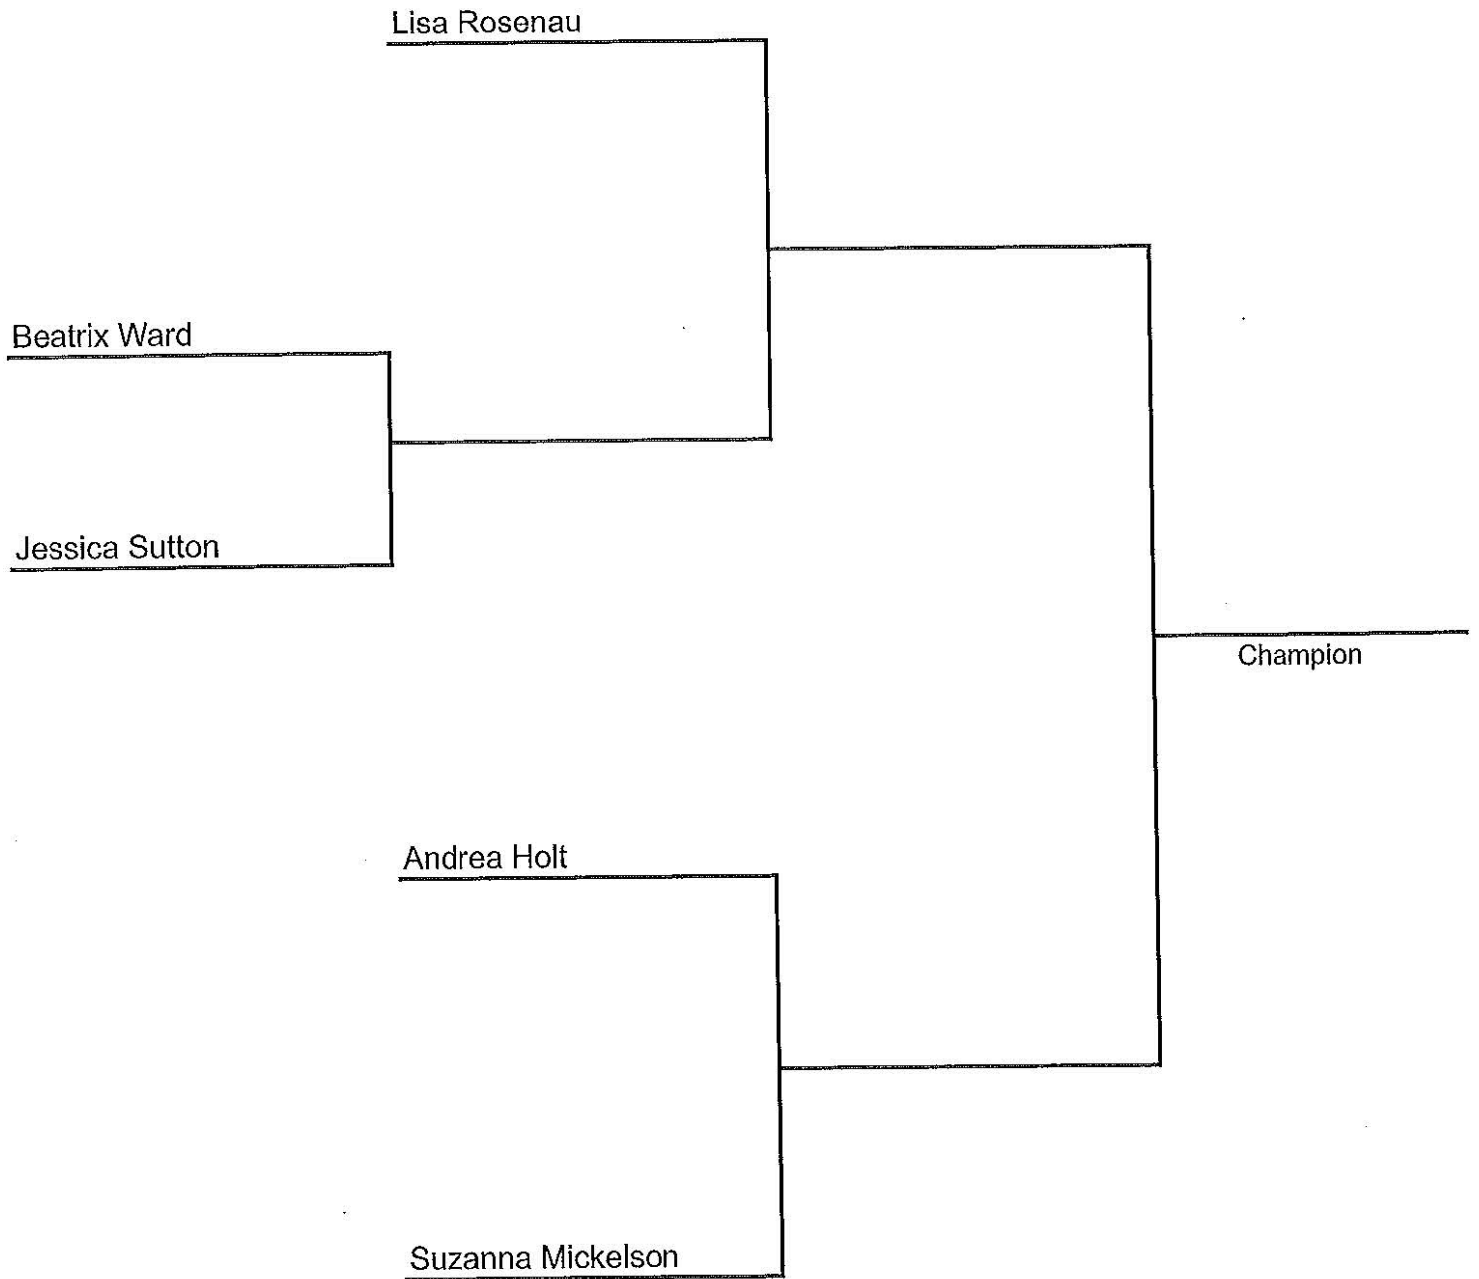 Lisa Rosenau
Beatrix Ward
Jessica Sutton
Champion
Andrea Holt
Suzanna Mickelson